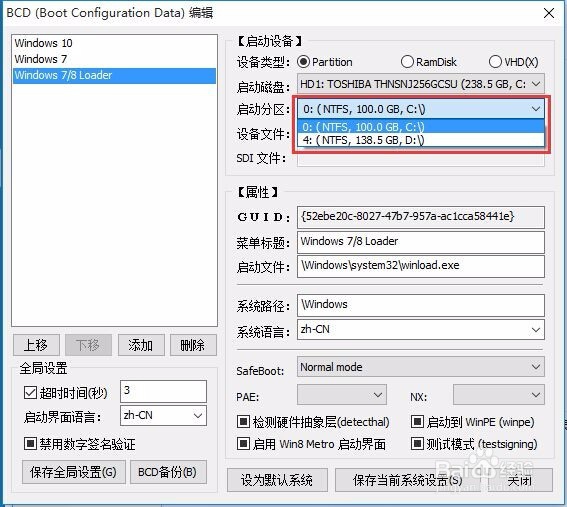 BCD (Boot Configuration Data) 编辑
Windows 10
Windows 7
Windows 7/8 Loader
上移
下移
添加
删除
全局设置
超时时间(秒)
3
启动界面语言:
zh-CN
禁用数字签名验证
保存全局设置(G)
BCD备份(B)
【启动设备】
设备类型:
Partition
RamDisk
VHD(X)
启动磁盘:
HD1: TOSHIBA THNSNJ256GCSU (238.5 GB, C:
启动分区:
0: ( NTFS, 100.0 GB, C:\)
0: ( NTFS, 100.0 GB, C:\)
4: ( NTFS, 138.5 GB, D:\)
设备文件:
SDI 文件:
【属性】
GUID:
{52ebe20c-8027-47b7-957a-ac1cca58441e}
菜单标题:
Windows 7/8 Loader
启动文件:
\Windows\system32\winload.exe
系统路径:
\Windows
系统语言:
zh-CN
SafeBoot:
Normal mode
PAE:
NX:
检测硬件抽象层(detecthal)
启动到 WinPE (winpe)
启用 Win8 Metro 启动界面
测试模式 (testsigning)
设为默认系统
保存当前系统设置(S)
关闭
Baidu经验